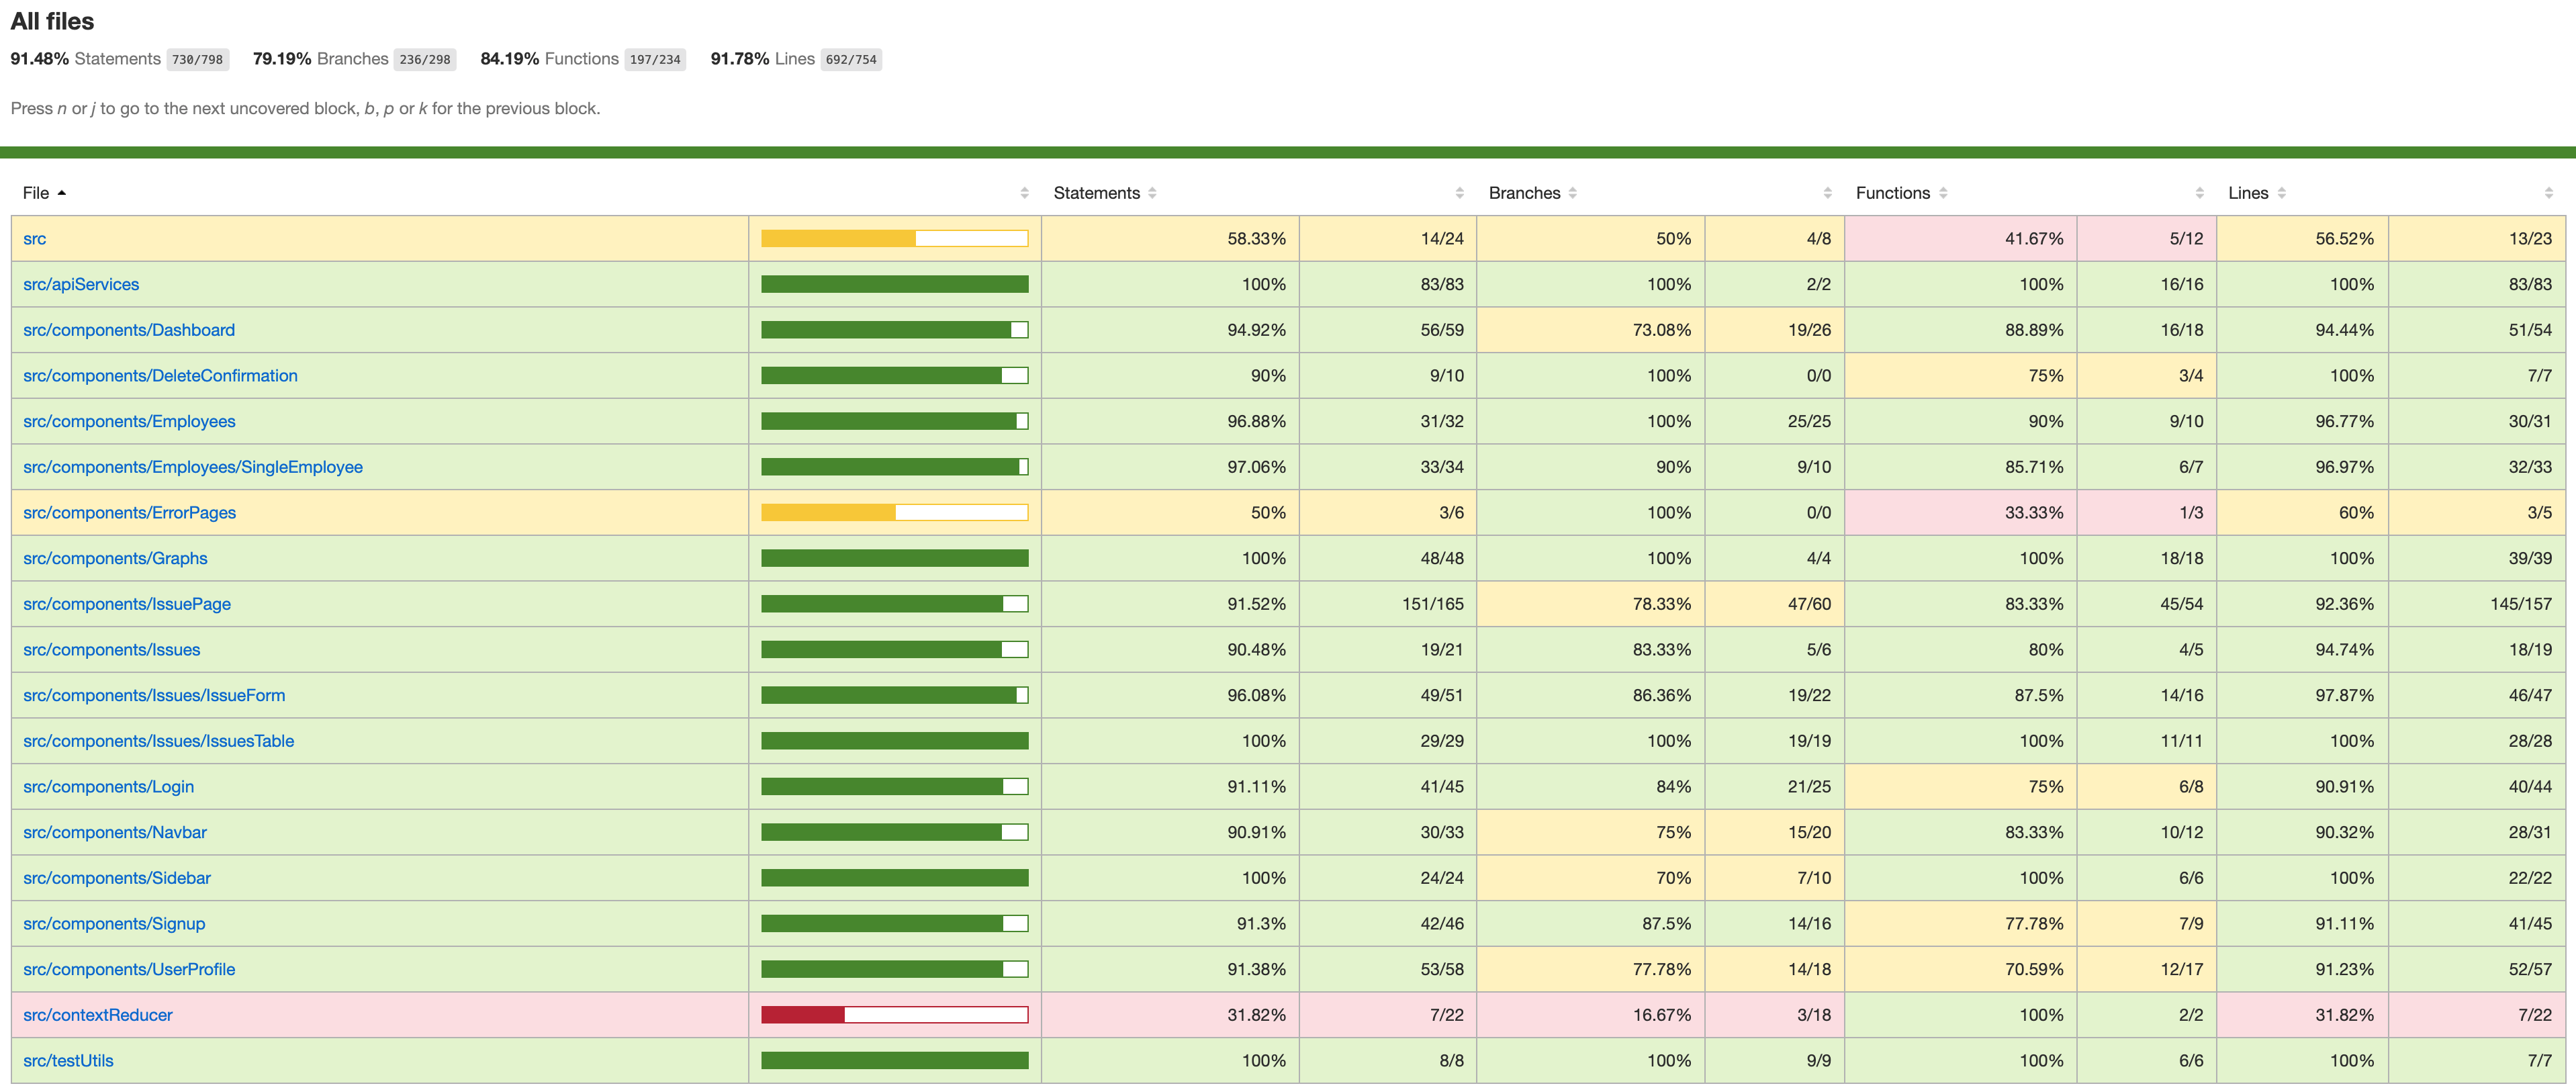 All files
91.48% Statements 730/798 79.19% Branches 236/298 84.19% Functions 197/234 91.78% Lines 692/754
Press n or j to go to the next uncovered block, b, p or k for the previous block.
File Statements Branches Functions Lines
src 58.33% 14/24 50% 4/8 41.67% 5/12 56.52% 13/23
src/apiServices 100% 83/83 100% 2/2 100% 16/16 100% 83/83
src/components/Dashboard 94.92% 56/59 73.08% 19/26 88.89% 16/18 94.44% 51/54
src/components/DeleteConfirmation 90% 9/10 100% 0/0 75% 3/4 100% 7/7
src/components/Employees 96.88% 31/32 100% 25/25 90% 9/10 96.77% 30/31
src/components/Employees/SingleEmployee 97.06% 33/34 90% 9/10 85.71% 6/7 96.97% 32/33
src/components/ErrorPages 50% 3/6 100% 0/0 33.33% 1/3 60% 3/5
src/components/Graphs 100% 48/48 100% 4/4 100% 18/18 100% 39/39
src/components/IssuePage 91.52% 151/165 78.33% 47/60 83.33% 45/54 92.36% 145/157
src/components/Issues 90.48% 19/21 83.33% 5/6 80% 4/5 94.74% 18/19
src/components/Issues/IssueForm 96.08% 49/51 86.36% 19/22 87.5% 14/16 97.87% 46/47
src/components/Issues/IssuesTable 100% 29/29 100% 19/19 100% 11/11 100% 28/28
src/components/Login 91.11% 41/45 84% 21/25 75% 6/8 90.91% 40/44
src/components/Navbar 90.91% 30/33 75% 15/20 83.33% 10/12 90.32% 28/31
src/components/Sidebar 100% 24/24 70% 7/10 100% 6/6 100% 22/22
src/components/Signup 91.3% 42/46 87.5% 14/16 77.78% 7/9 91.11% 41/45
src/components/UserProfile 91.38% 53/58 77.78% 14/18 70.59% 12/17 91.23% 52/57
src/contextReducer 31.82% 7/22 16.67% 3/18 100% 2/2 31.82% 7/22
src/testUtils 100% 8/8 100% 9/9 100% 6/6 100% 7/7